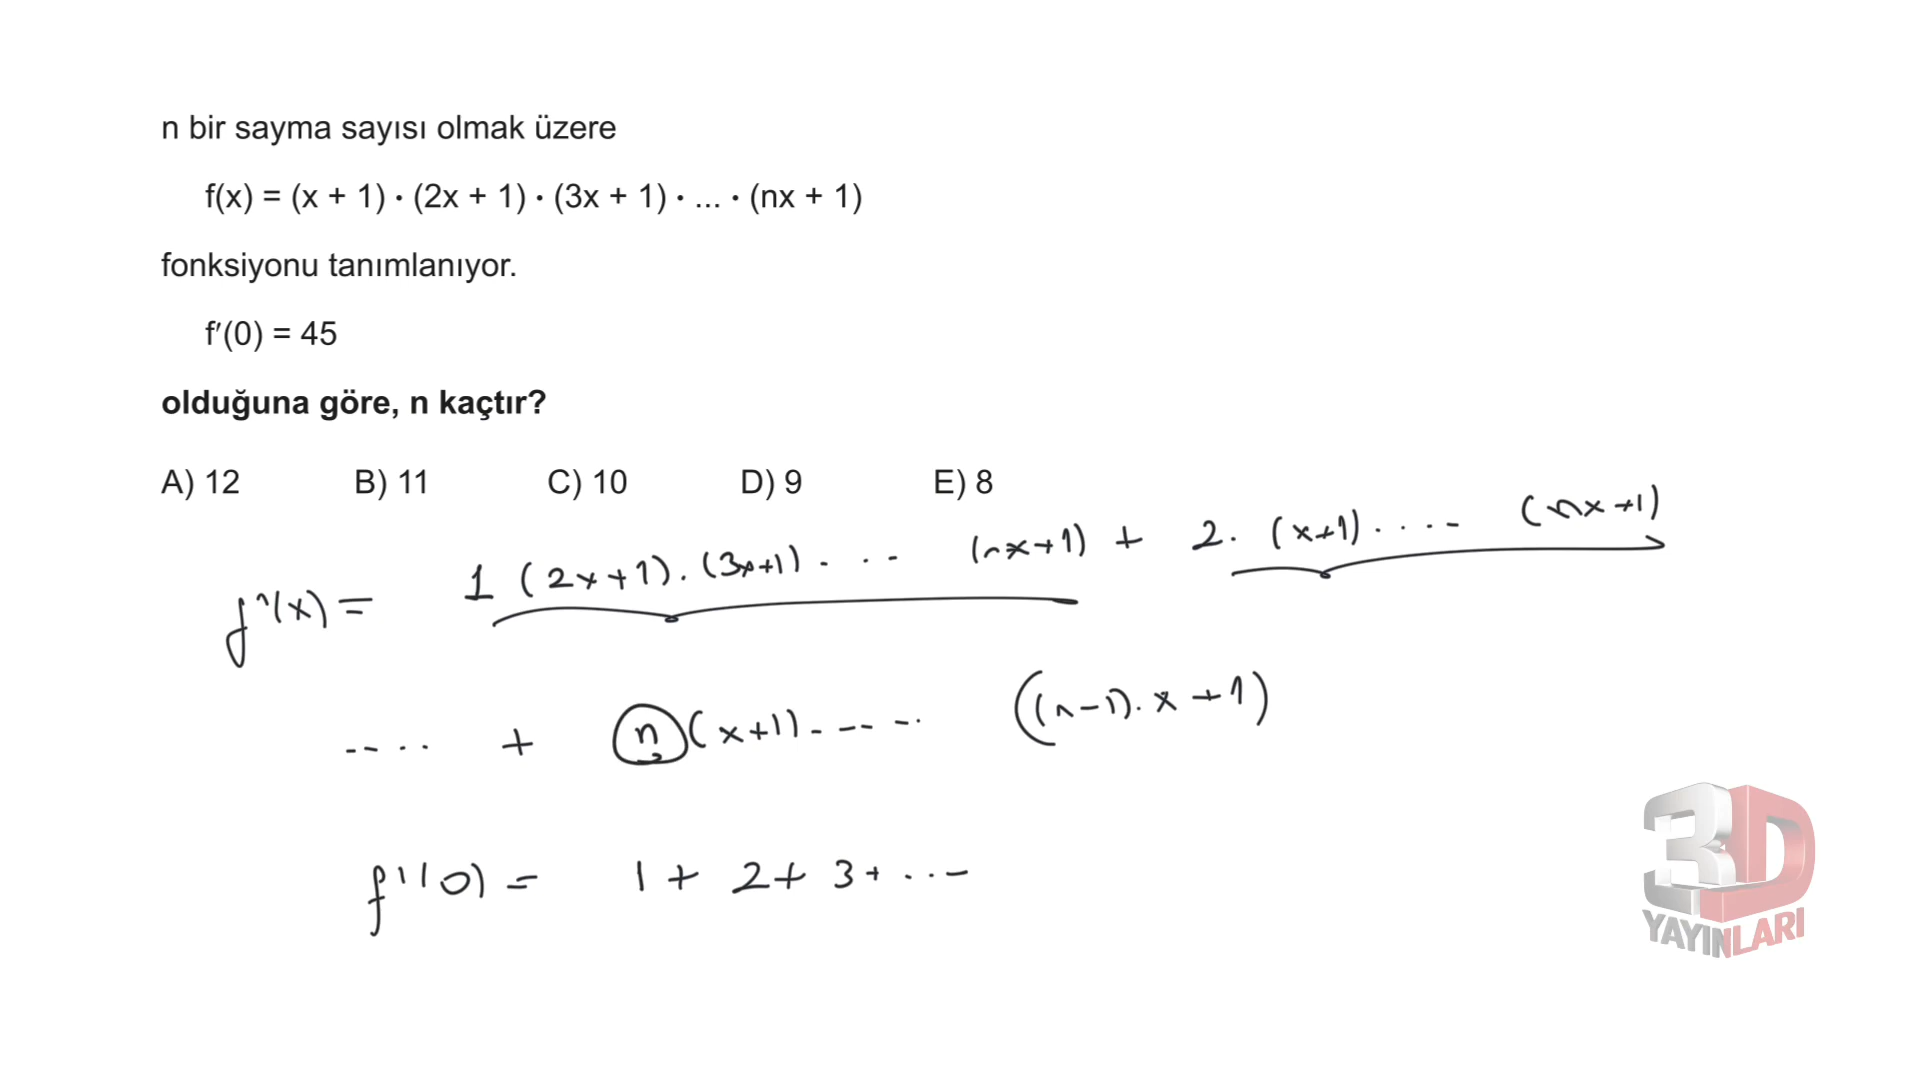 n bir sayma sayısı olmak üzere
f(x) = (x + 1) · (2x + 1) · (3x + 1) · ... · (nx + 1)
fonksiyonu tanımlanıyor.
f′(0) = 45
olduğuna göre, n kaçtır?
A) 12 B) 11 C) 10 D) 9 E) 8
f'(x) = 1 (2x+1).(3x+1). .. (nx+1) + 2. (x+1) .... (nx+1)
.... + n (x+1)..... ((n-1).x+1)
f'(0) = 1 + 2 + 3 + ...
3D
YAYINLARI